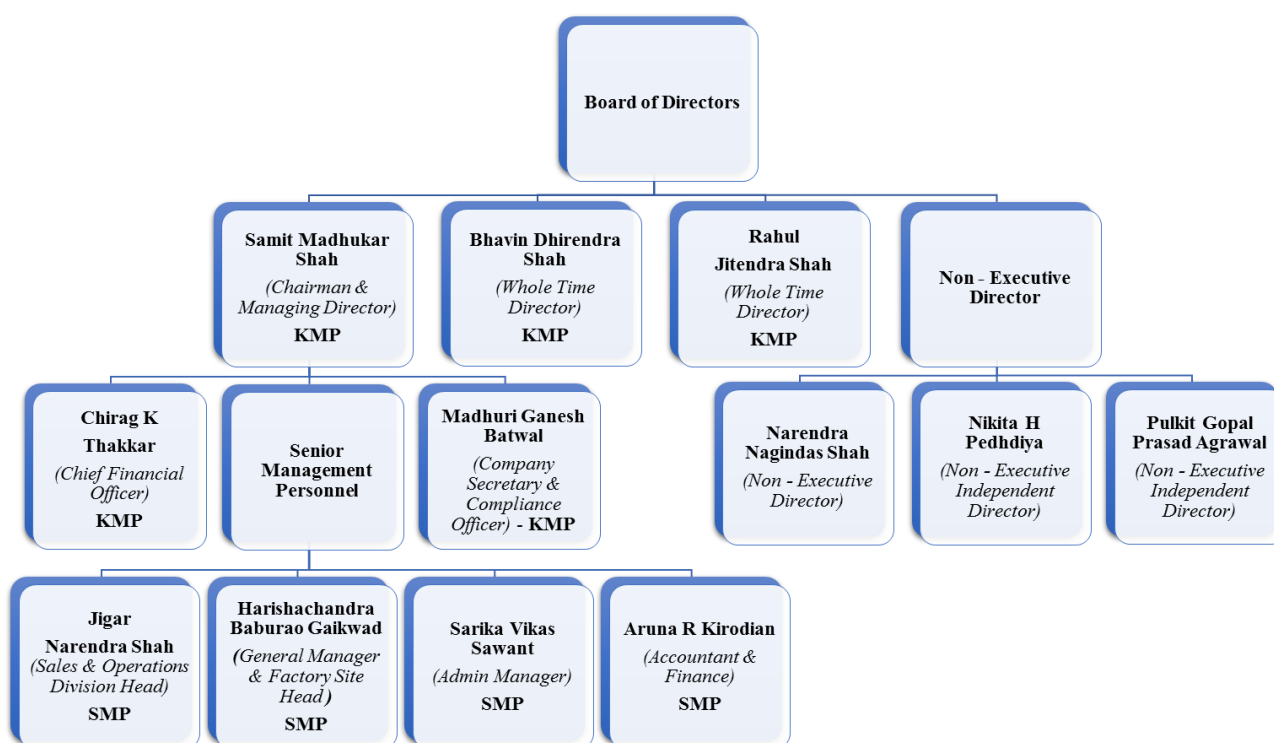 Board of Directors
Samit Madhukar
Shah
(Chairman &
Managing Director)
KMP
Bhavin Dhirendra
Shah
(Whole Time
Director)
KMP
Rahul
Jitendra Shah
(Whole Time
Director)
KMP
Non - Executive
Director
Chirag K
Thakkar
(Chief Financial
Officer)
KMP
Senior
Management
Personnel
Madhuri Ganesh
Batwal
(Company
Secretary &
Compliance
Officer) - KMP
Narendra
Nagindas Shah
(Non - Executive
Director)
Nikita H
Pedhdiya
(Non - Executive
Independent
Director)
Pulkit Gopal
Prasad Agrawal
(Non - Executive
Independent
Director)
Jigar
Narendra Shah
(Sales & Operations
Division Head)
SMP
Harishachandra
Baburao Gaikwad
(General Manager
& Factory Site
Head)
SMP
Sarika Vikas
Sawant
(Admin Manager)
SMP
Aruna R Kirodian
(Accountant &
Finance)
SMP